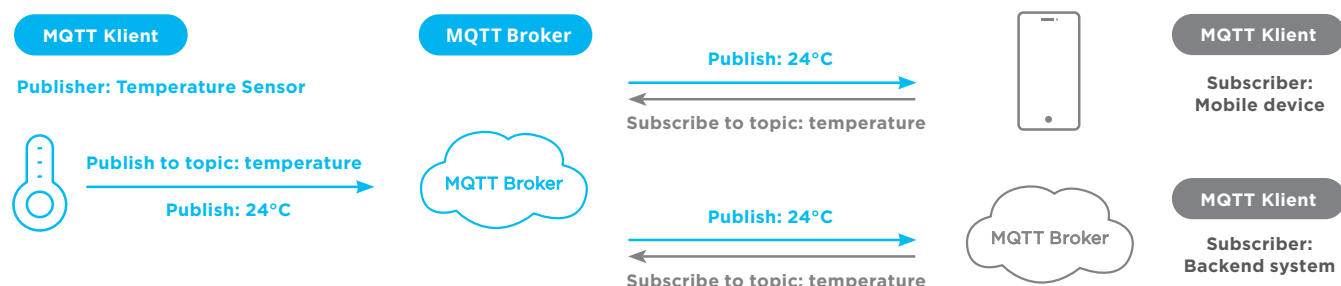 MQTT Klient
Publisher: Temperature Sensor
Publish to topic: temperature
Publish: 24°C
MQTT Broker
MQTT Broker
Publish: 24°C
Subscribe to topic: temperature
MQTT Klient
Subscriber:
Mobile device
Publish: 24°C
Subscribe to topic: temperature
MQTT Broker
MQTT Klient
Subscriber:
Backend system